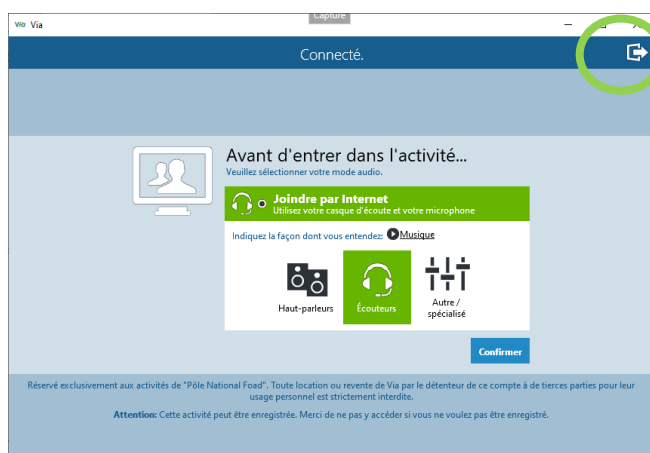 Via Via
Capture
Connecté.
Avant d'entrer dans l'activité...
Veuillez sélectionner votre mode audio.
Joindre par Internet
Utilisez votre casque d'écoute et votre microphone
Indiquez la façon dont vous entendez: Musique
Haut-parleurs
Écouteurs
Autre /
spécialisé
Confirmer
Réservé exclusivement aux activités de "Pôle National Foad". Toute location ou revente de Via par le détenteur de ce compte à de tierces parties pour leur
usage personnel est strictement interdite.
Attention: Cette activité peut être enregistrée. Merci de ne pas y accéder si vous ne voulez pas être enregistré.